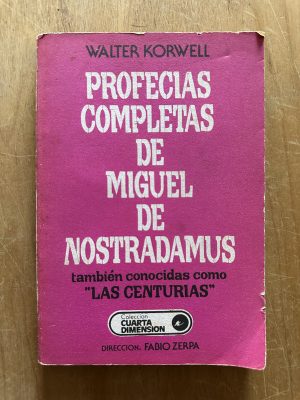 WALTER KORWELL
PROFECIAS
COMPLETAS
DE
MIGUEL
DE
NOSTRADAMUS
también conocidas como
"LAS CENTURIAS"
Colección
CUARTA
DIMENSION
DIRECCION: FABIO ZERPA